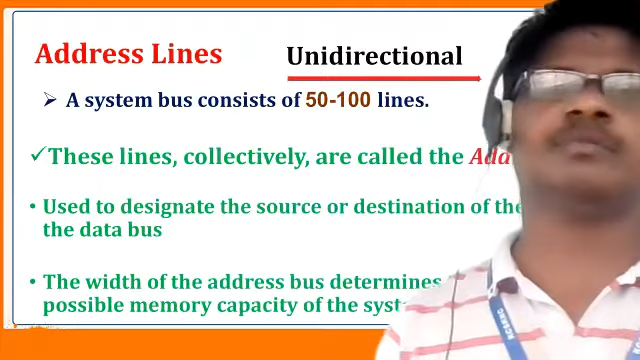 Address Lines
Unidirectional
➢ A system bus consists of 50-100 lines.
✓These lines, collectively, are called the
• Used to designate the source or destination of the
the data bus
• The width of the address bus determines
possible memory capacity of the